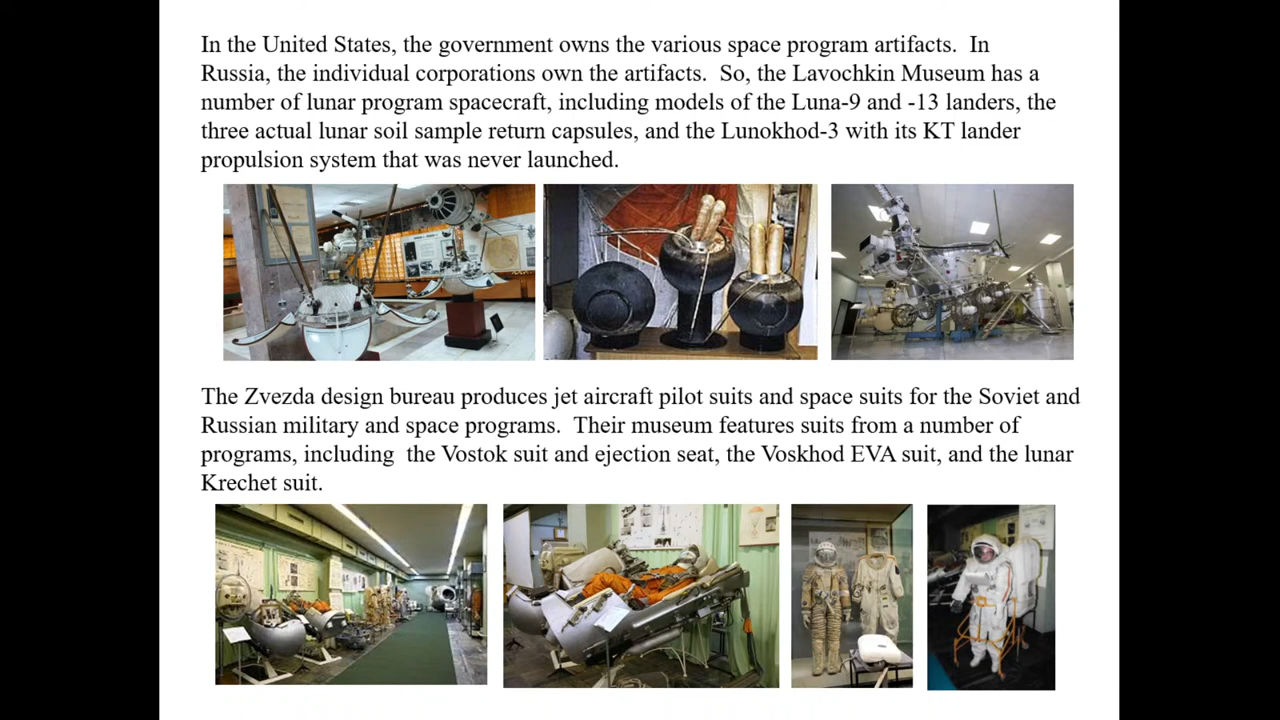 In the United States, the government owns the various space program artifacts.  In
Russia, the individual corporations own the artifacts.  So, the Lavochkin Museum has a
number of lunar program spacecraft, including models of the Luna-9 and -13 landers, the
three actual lunar soil sample return capsules, and the Lunokhod-3 with its KT lander
propulsion system that was never launched.
The Zvezda design bureau produces jet aircraft pilot suits and space suits for the Soviet and
Russian military and space programs.  Their museum features suits from a number of
programs, including  the Vostok suit and ejection seat, the Voskhod EVA suit, and the lunar
Krechet suit.